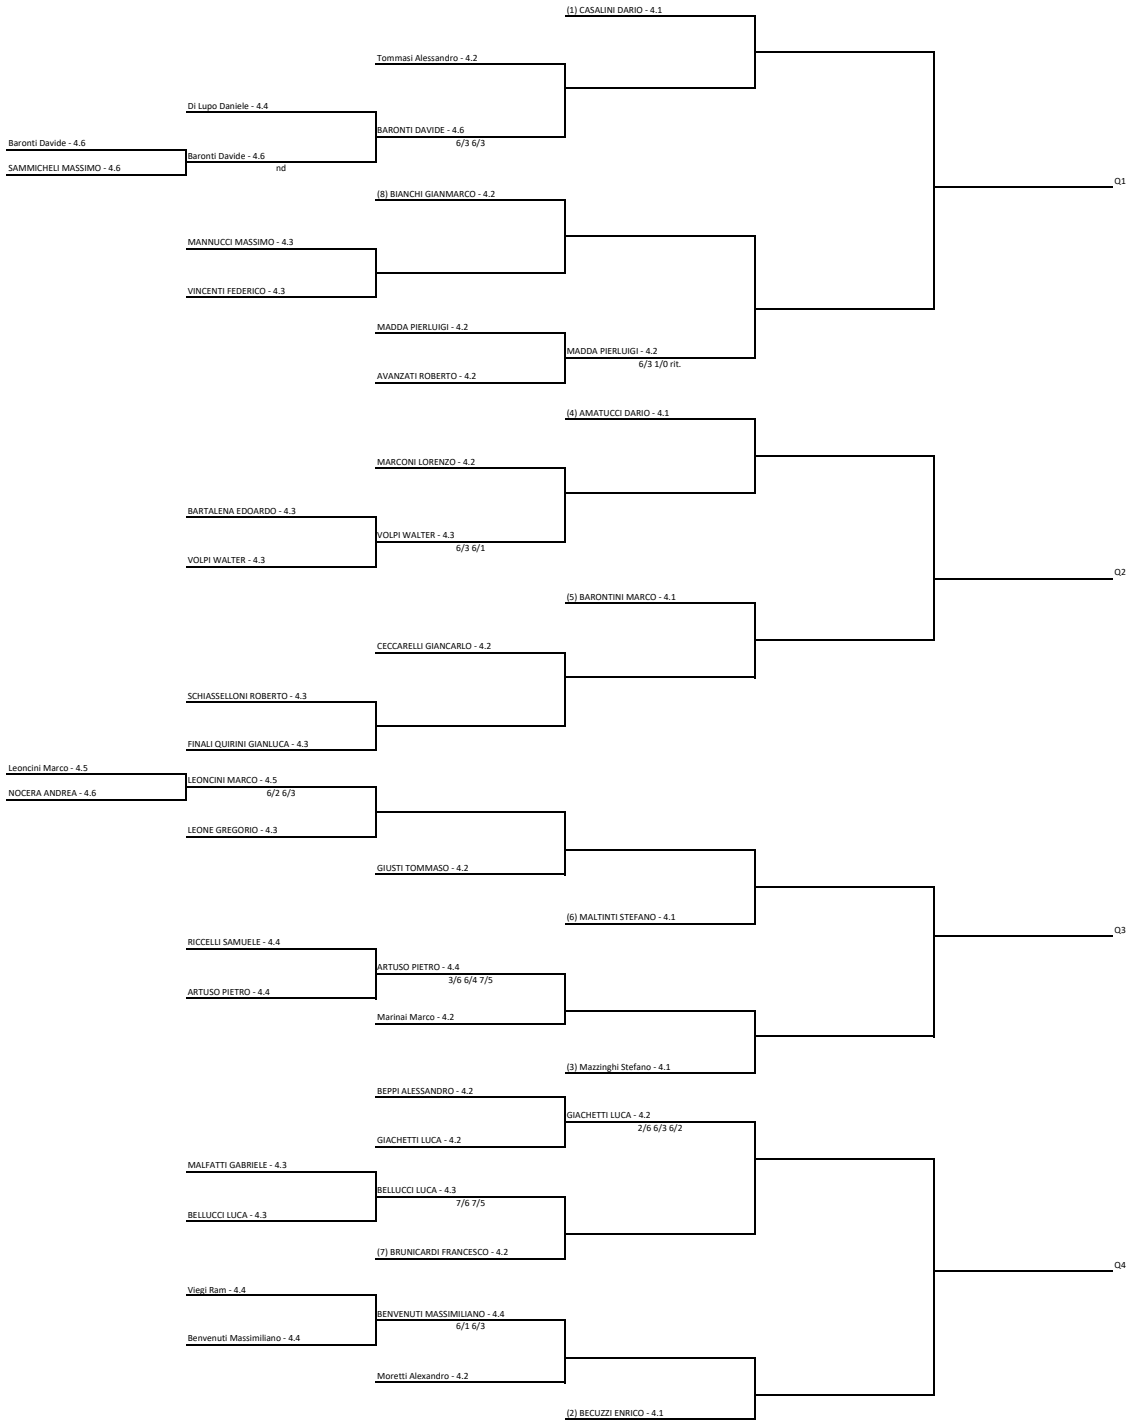 (1) CASALINI DARIO - 4.1
Tommasi Alessandro - 4.2
Di Lupo Daniele - 4.4
BARONTI DAVIDE - 4.6
6/3 6/3
Baronti Davide - 4.6
Baronti Davide - 4.6
SAMMICHELI MASSIMO - 4.6
nd
Q1
(8) BIANCHI GIANMARCO - 4.2
MANNUCCI MASSIMO - 4.3
VINCENTI FEDERICO - 4.3
MADDA PIERLUIGI - 4.2
MADDA PIERLUIGI - 4.2
6/3 1/0 rit.
AVANZATI ROBERTO - 4.2
(4) AMATUCCI DARIO - 4.1
MARCONI LORENZO - 4.2
BARTALENA EDOARDO - 4.3
VOLPI WALTER - 4.3
6/3 6/1
VOLPI WALTER - 4.3
Q2
(5) BARONTINI MARCO - 4.1
CECCARELLI GIANCARLO - 4.2
SCHIASSELLONI ROBERTO - 4.3
FINALI QUIRINI GIANLUCA - 4.3
Leoncini Marco - 4.5
LEONCINI MARCO - 4.5
NOCERA ANDREA - 4.6
6/2 6/3
LEONE GREGORIO - 4.3
GIUSTI TOMMASO - 4.2
(6) MALTINTI STEFANO - 4.1
Q3
RICCELLI SAMUELE - 4.4
ARTUSO PIETRO - 4.4
3/6 6/4 7/5
ARTUSO PIETRO - 4.4
Marinai Marco - 4.2
(3) Mazzinghi Stefano - 4.1
BEPPI ALESSANDRO - 4.2
GIACHETTI LUCA - 4.2
2/6 6/3 6/2
GIACHETTI LUCA - 4.2
MALFATTI GABRIELE - 4.3
BELLUCCI LUCA - 4.3
7/6 7/5
BELLUCCI LUCA - 4.3
(7) BRUNICARDI FRANCESCO - 4.2
Q4
Viegi Ram - 4.4
BENVENUTI MASSIMILIANO - 4.4
6/1 6/3
Benvenuti Massimiliano - 4.4
Moretti Alexandro - 4.2
(2) BECUZZI ENRICO - 4.1